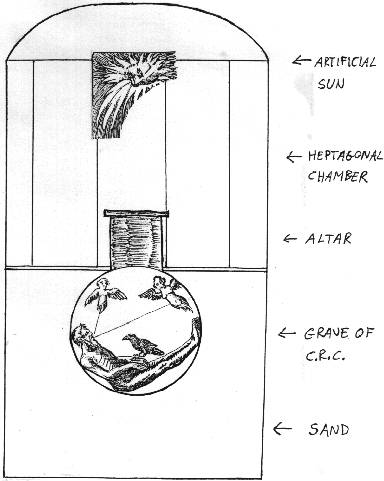 ARTIFICIAL
SUN
HEPTAGONAL
CHAMBER
ALTAR
GRAVE OF
C.R.C.
SAND